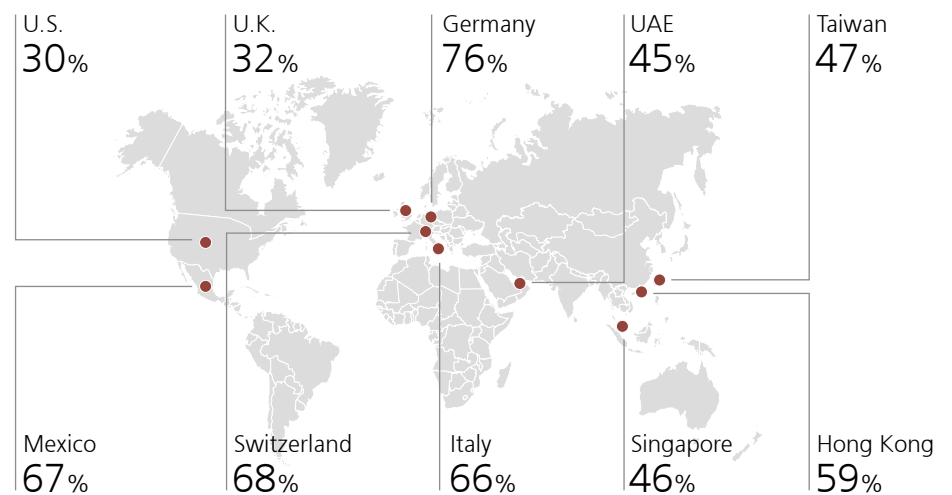 U.S.
30%
U.K.
32%
Germany
76%
UAE
45%
Taiwan
47%
Mexico
67%
Switzerland
68%
Italy
66%
Singapore
46%
Hong Kong
59%